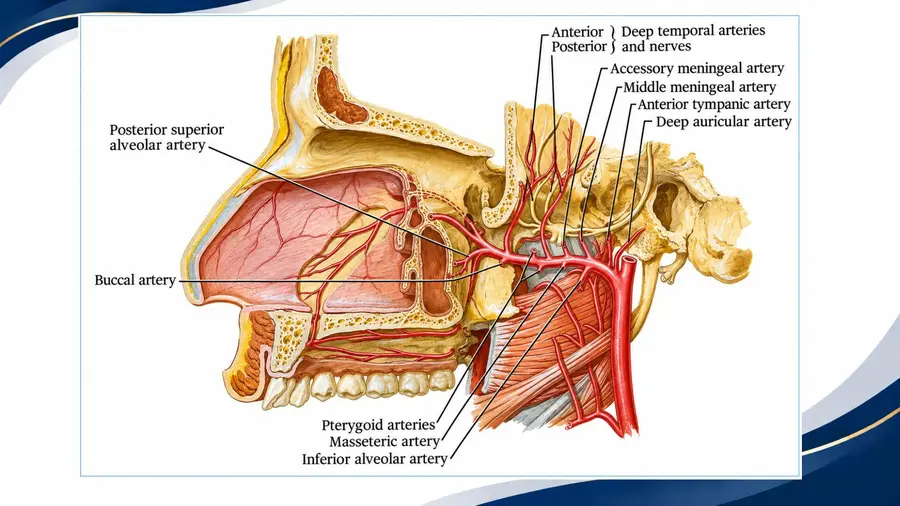 Anterior
Posterior
Deep temporal arteries
and nerves
Accessory meningeal artery
Middle meningeal artery
Anterior tympanic artery
Deep auricular artery
Posterior superior
alveolar artery
Buccal artery
Pterygoid arteries
Masseteric artery
Inferior alveolar artery